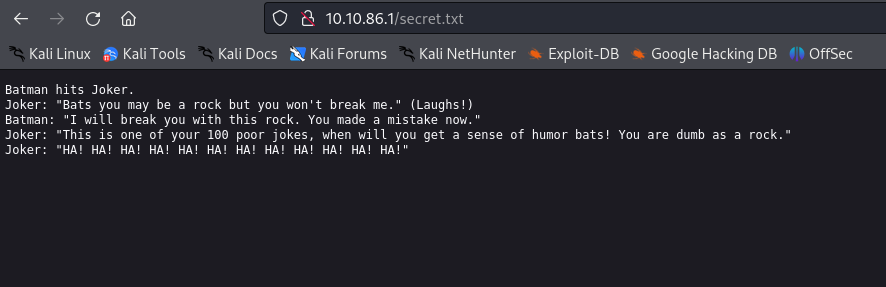 10.10.86.1/secret.txt
Kali Linux Kali Tools Kali Docs Kali Forums Kali NetHunter Exploit-DB Google Hacking DB OffSec
Batman hits Joker.
Joker: "Bats you may be a rock but you won't break me." (Laughs!)
Batman: "I will break you with this rock. You made a mistake now."
Joker: "This is one of your 100 poor jokes, when will you get a sense of humor bats! You are dumb as a rock."
Joker: "HA! HA! HA! HA! HA! HA! HA! HA! HA! HA! HA! HA! HA! HA!"